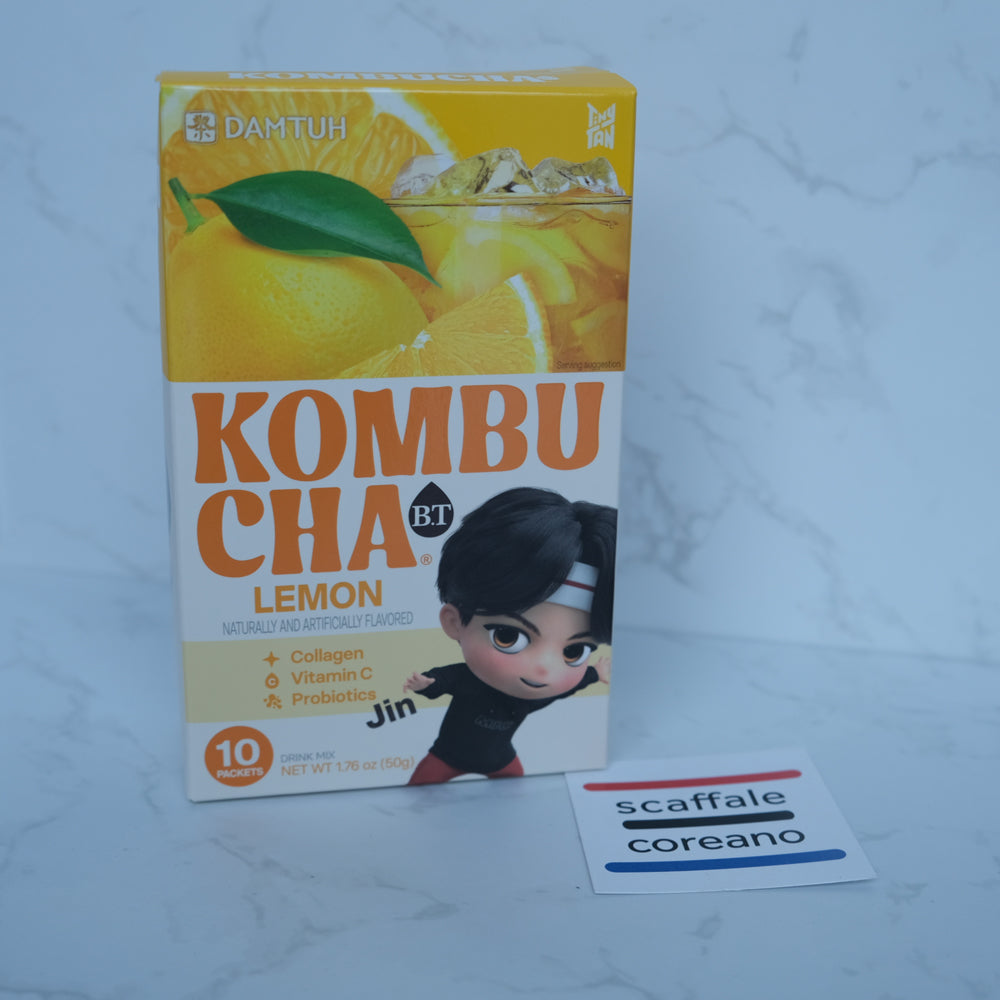 KOMBUCHA
茶 DAMTUH
TinyTAN
Serving suggestion
KOMBU
CHA B.T ®
LEMON
NATURALLY AND ARTIFICIALLY FLAVORED
Collagen
C Vitamin C
Probiotics
Jin
10
PACKETS
DRINK MIX
NET WT 1.76 oz (50g)
scaffale
coreano